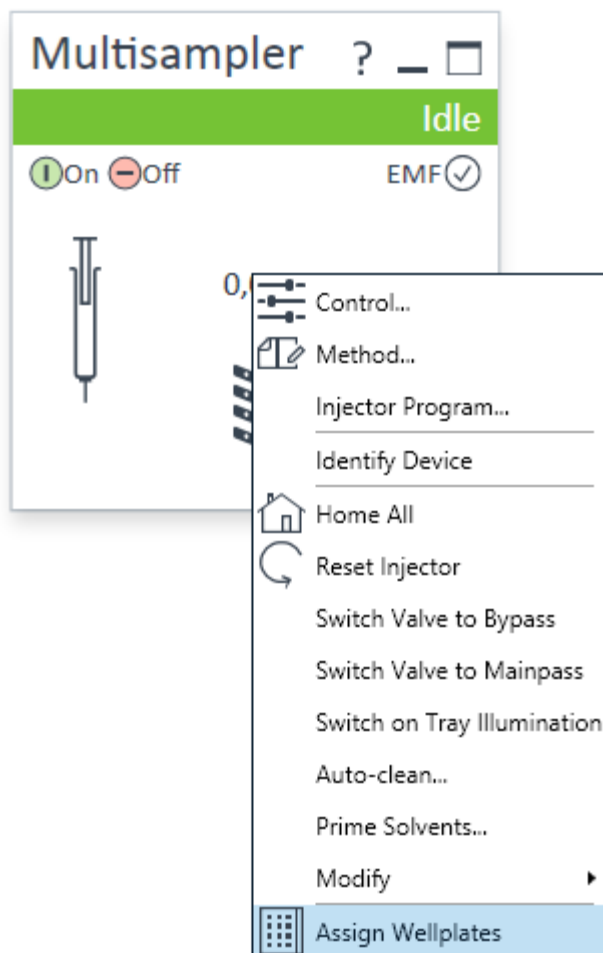 Multisampler ?
Idle
On Off EMF
0,
Control...
Method...
Injector Program...
Identify Device
Home All
Reset Injector
Switch Valve to Bypass
Switch Valve to Mainpass
Switch on Tray Illumination
Auto-clean...
Prime Solvents...
Modify
Assign Wellplates